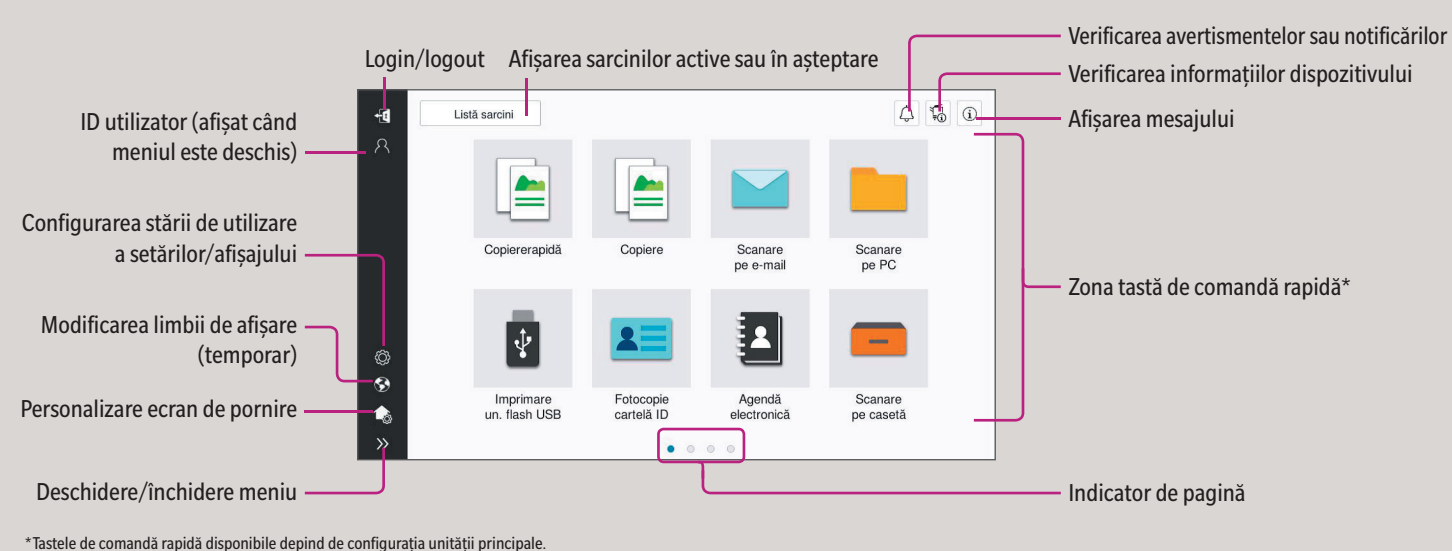 Login/logout
Afișarea sarcinilor active sau în așteptare
Verificarea avertismentelor sau notificărilor
Verificarea informațiilor dispozitivului
Afișarea mesajului
ID utilizator (afișat când
meniul este deschis)
Configurarea stării de utilizare
a setărilor/afișajului
Modificarea limbii de afișare
(temporar)
Personalizare ecran de pornire
Deschidere/închidere meniu
Listă sarcini
Copiererapidă
Copiere
Scanare
pe e-mail
Scanare
pe PC
Imprimare
un. flash USB
Fotocopie
cartelă ID
Agendă
electronică
Scanare
pe casetă
Zona tastă de comandă rapidă*
Indicator de pagină
*Tastele de comandă rapidă disponibile depind de configurația unității principale.